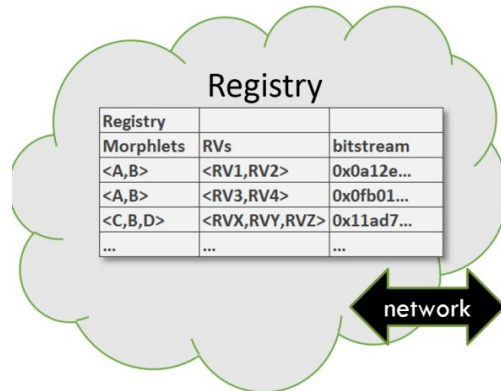 Registry
Registry
Morphlets RVs bitstream
<A,B> <RV1,RV2> 0x0a12e...
<A,B> <RV3,RV4> 0x0fb01...
<C,B,D> <RVX,RVY,RVZ> 0x11ad7...
... ... ...
network